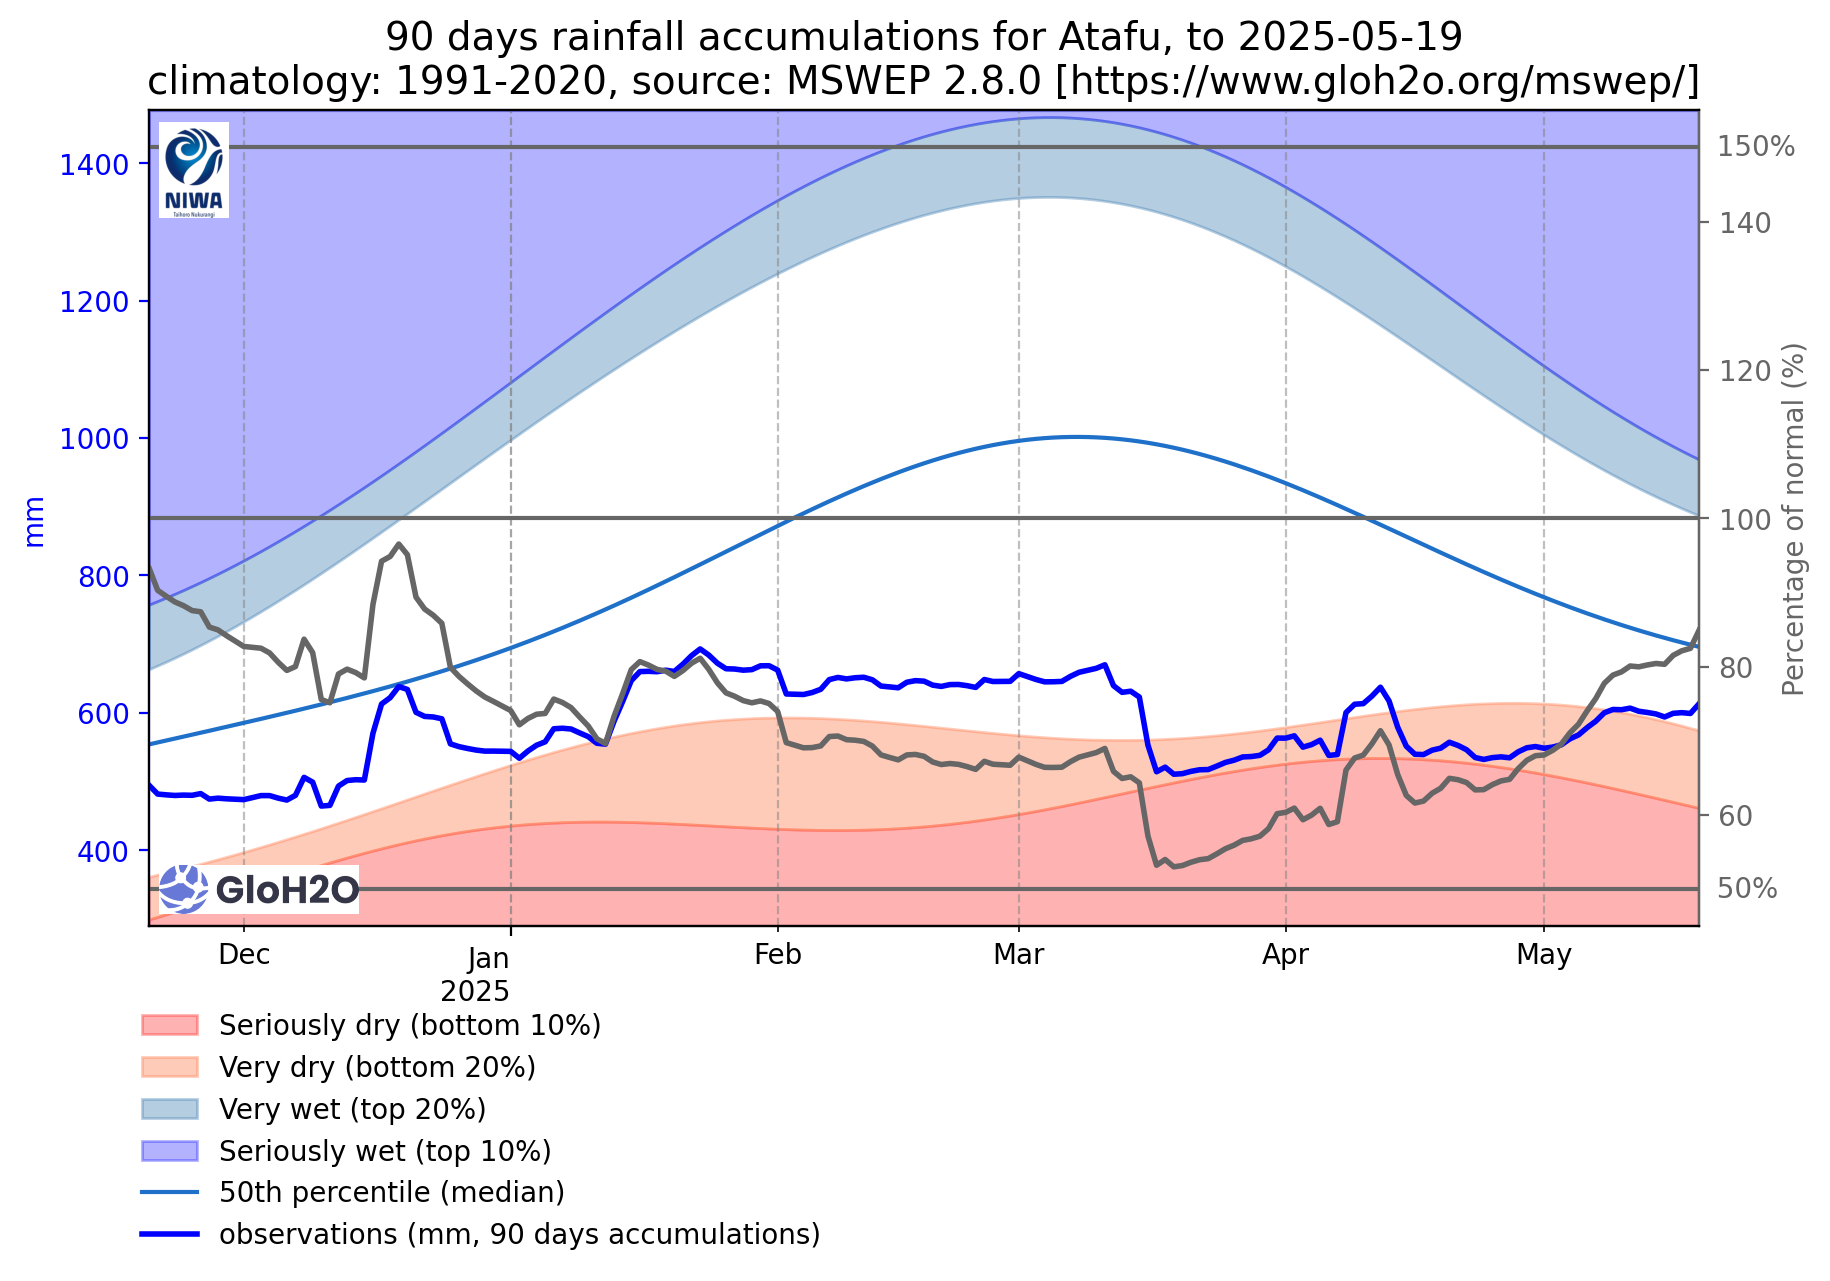 90 days rainfall accumulations for Atafu, to 2025-05-19
climatology: 1991-2020, source: MSWEP 2.8.0 [https://www.gloh2o.org/mswep/]
NIWA
Taihoro Nukurangi
1400
1200
1000
800
600
400
mm
150%
140
120
100
80
60
50%
Percentage of normal (%)
GloH2O
Dec
Jan
2025
Feb
Mar
Apr
May
Seriously dry (bottom 10%)
Very dry (bottom 20%)
Very wet (top 20%)
Seriously wet (top 10%)
50th percentile (median)
observations (mm, 90 days accumulations)